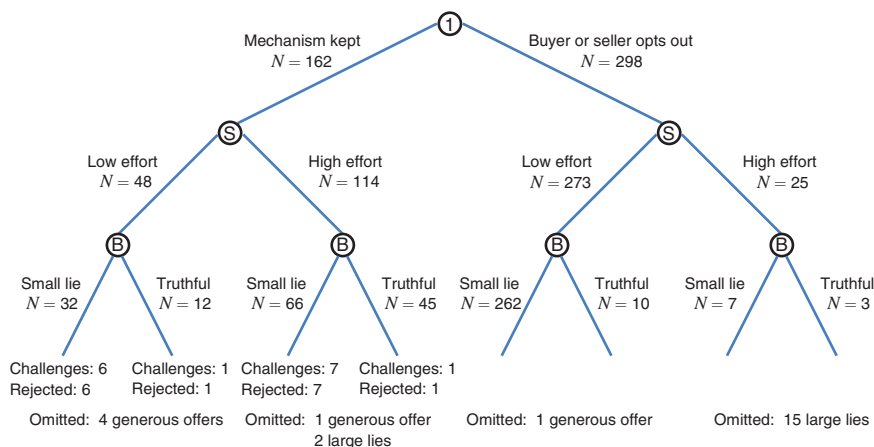 1
Mechanism kept
N = 162
Buyer or seller opts out
N = 298
S
S
Low effort
N = 48
High effort
N = 114
Low effort
N = 273
High effort
N = 25
B
B
B
B
Small lie
N = 32
Truthful
N = 12
Small lie
N = 66
Truthful
N = 45
Small lie
N = 262
Truthful
N = 10
Small lie
N = 7
Truthful
N = 3
Challenges: 6
Rejected: 6
Challenges: 1
Rejected: 1
Challenges: 7
Rejected: 7
Challenges: 1
Rejected: 1
Omitted: 4 generous offers
Omitted: 1 generous offer
2 large lies
Omitted: 1 generous offer
Omitted: 15 large lies